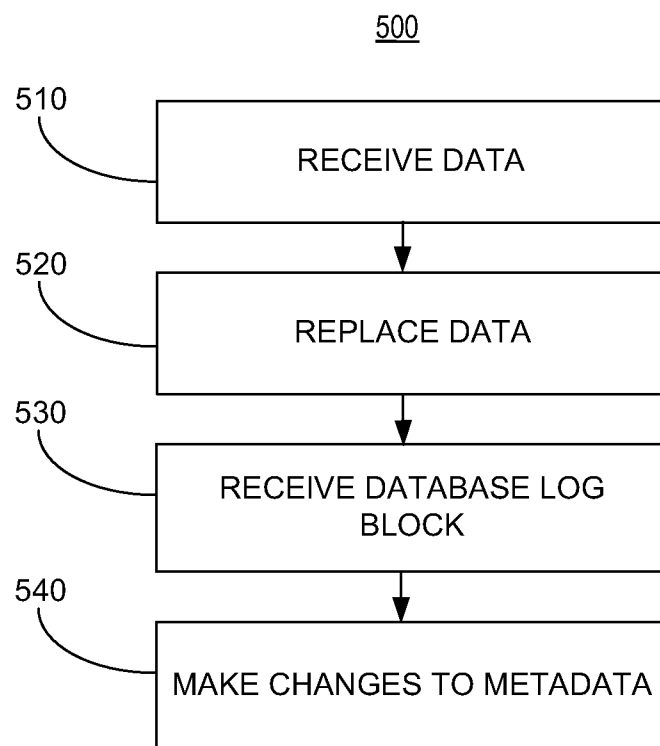 500
510
RECEIVE DATA
520
REPLACE DATA
530
RECEIVE DATABASE LOG
BLOCK
540
MAKE CHANGES TO METADATA